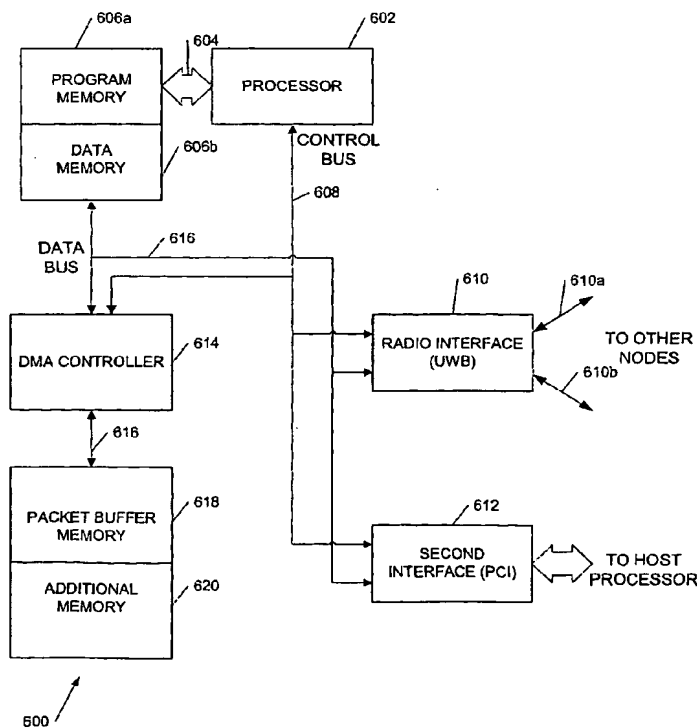 606a
604
602
PROGRAM
MEMORY
PROCESSOR
DATA
MEMORY
606b
CONTROL
BUS
608
DATA
BUS
616
610
610a
DMA CONTROLLER
614
RADIO INTERFACE
(UWB)
TO OTHER
NODES
610b
616
618
PACKET BUFFER
MEMORY
612
SECOND
INTERFACE (PCI)
TO HOST
PROCESSOR
ADDITIONAL
MEMORY
620
600